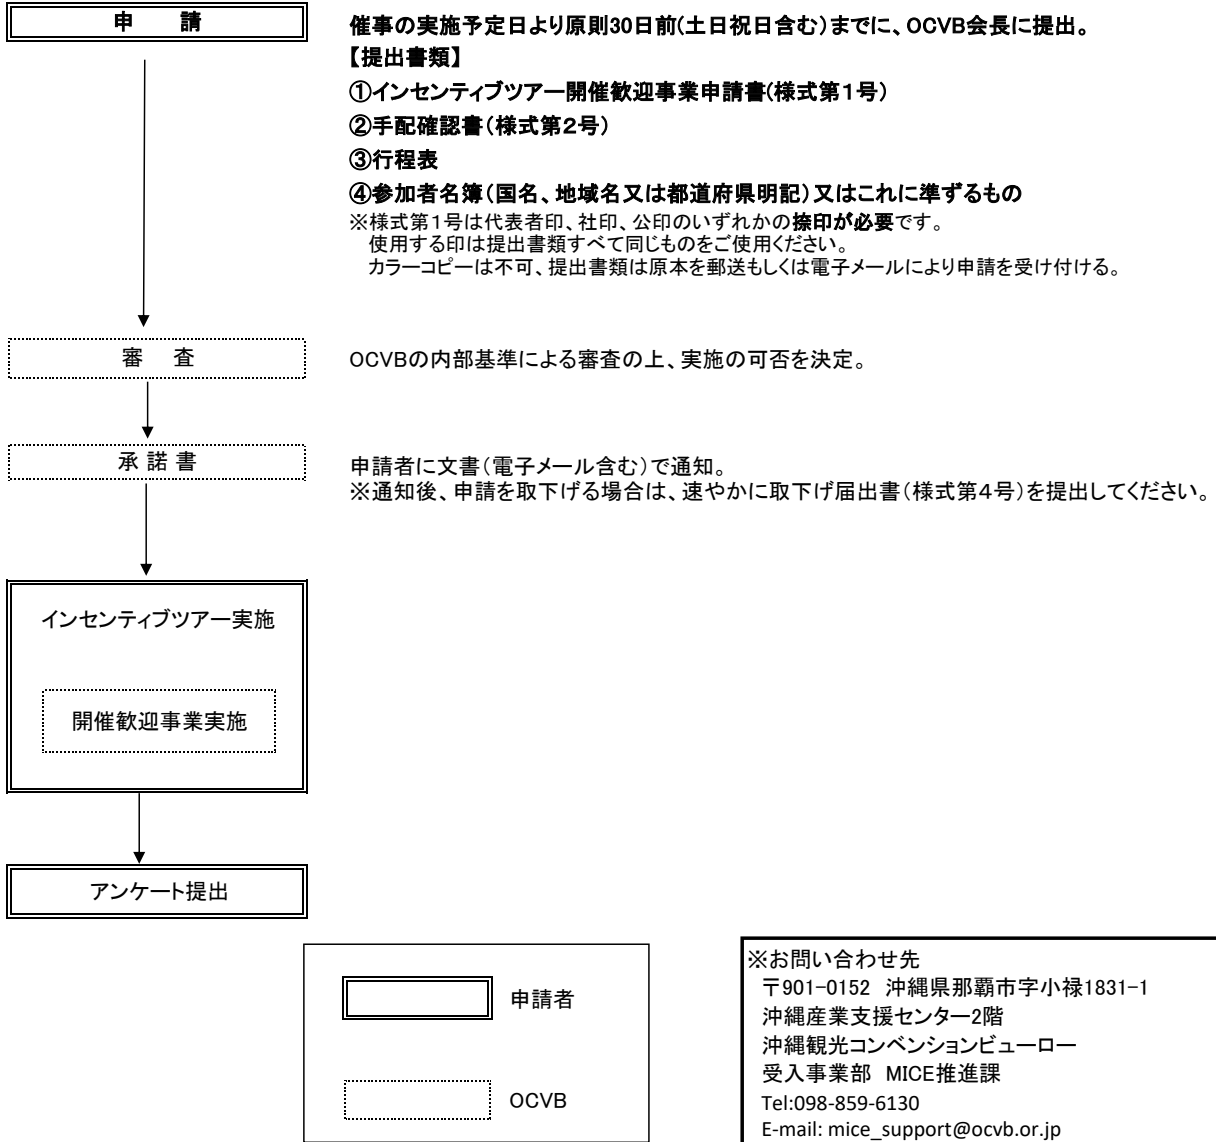 申　請
催事の実施予定日より原則30日前(土日祝日含む)までに、OCVB会長に提出。
【提出書類】
①インセンティブツアー開催歓迎事業申請書(様式第1号)
②手配確認書(様式第2号)
③行程表
④参加者名簿(国名、地域名又は都道府県明記)又はこれに準ずるもの
※様式第1号は代表者印、社印、公印のいずれかの捺印が必要です。
使用する印は提出書類すべて同じものをご使用ください。
カラーコピーは不可、提出書類は原本を郵送もしくは電子メールにより申請を受け付ける。
審　査
OCVBの内部基準による審査の上、実施の可否を決定。
承 諾 書
申請者に文書(電子メール含む)で通知。
※通知後、申請を取下げる場合は、速やかに取下げ届出書(様式第4号)を提出してください。
インセンティブツアー実施
開催歓迎事業実施
アンケート提出
申請者
OCVB
※お問い合わせ先
〒901-0152 沖縄県那覇市字小禄1831-1
沖縄産業支援センター2階
沖縄観光コンベンションビューロー
受入事業部 MICE推進課
Tel:098-859-6130
E-mail: mice_support@ocvb.or.jp